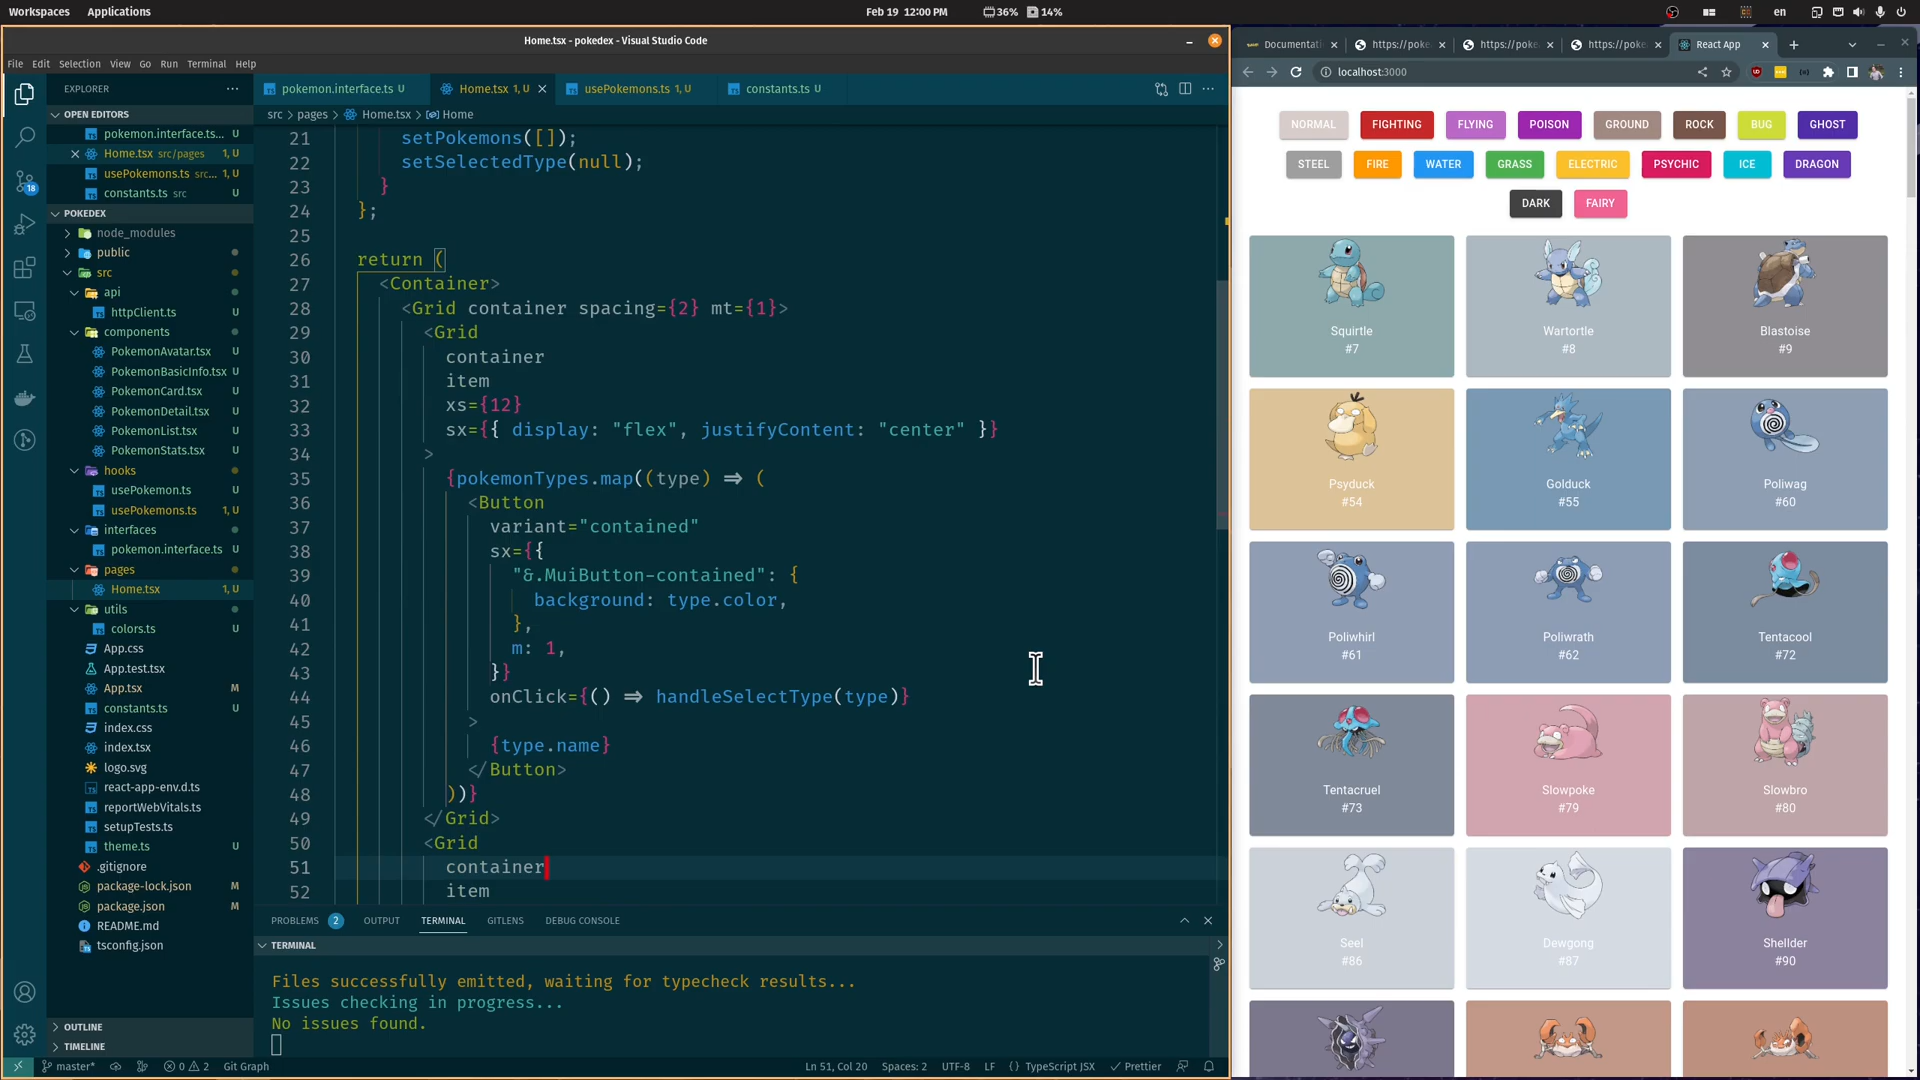 Workspaces Applications Feb 19 12:00 PM 36% 14% en
Home.tsx - pokedex - Visual Studio Code
File Edit Selection View Go Run Terminal Help
EXPLORER
OPEN EDITORS
pokemon.interface.ts... U
Home.tsx src/pages 1, U
usePokemons.ts src... 1, U
constants.ts src U
POKEDEX
node_modules
public
src
api
httpClient.ts U
components
PokemonAvatar.tsx U
PokemonBasicInfo.tsx U
PokemonCard.tsx U
PokemonDetail.tsx U
PokemonList.tsx U
PokemonStats.tsx U
hooks
usePokemon.ts U
usePokemons.ts 1, U
interfaces
pokemon.interface.ts U
pages
Home.tsx 1, U
utils
colors.ts U
App.css
App.test.tsx
App.tsx M
constants.ts U
index.css
index.tsx
logo.svg
react-app-env.d.ts
reportWebVitals.ts
setupTests.ts
theme.ts U
.gitignore
package-lock.json M
package.json M
README.md
tsconfig.json
OUTLINE
TIMELINE
18
pokemon.interface.ts U Home.tsx 1, U usePokemons.ts 1, U constants.ts U
src > pages > Home.tsx > Home
21 setPokemons([]);
22 setSelectedType(null);
23 }
24 };
25
26 return (
27 <Container>
28 <Grid container spacing={2} mt={1}>
29 <Grid
30 container
31 item
32 xs={12}
33 sx={{ display: "flex", justifyContent: "center" }}
34 >
35 {pokemonTypes.map((type) => (
36 <Button
37 variant="contained"
38 sx={{
39 "&.MuiButton-contained": {
40 background: type.color,
41 },
42 m: 1,
43 }}
44 onClick={() => handleSelectType(type)}
45 >
46 {type.name}
47 </Button>
48 ))}
49 </Grid>
50 <Grid
51 container
52 item
PROBLEMS 2 OUTPUT TERMINAL GITLENS DEBUG CONSOLE
TERMINAL
Files successfully emitted, waiting for typecheck results...
Issues checking in progress...
No issues found.
master* 0 2 Git Graph Ln 51, Col 20 Spaces: 2 UTF-8 LF {} TypeScript JSX Prettier
Documentati https://poke. https://poke. https://poke. React App
localhost:3000
NORMAL FIGHTING FLYING POISON GROUND ROCK BUG GHOST
STEEL FIRE WATER GRASS ELECTRIC PSYCHIC ICE DRAGON
DARK FAIRY
Squirtle Wartortle Blastoise
#7 #8 #9
Psyduck Golduck Poliwag
#54 #55 #60
Poliwhirl Poliwrath Tentacool
#61 #62 #72
Tentacruel Slowpoke Slowbro
#73 #79 #80
Seel Dewgong Shellder
#86 #87 #90